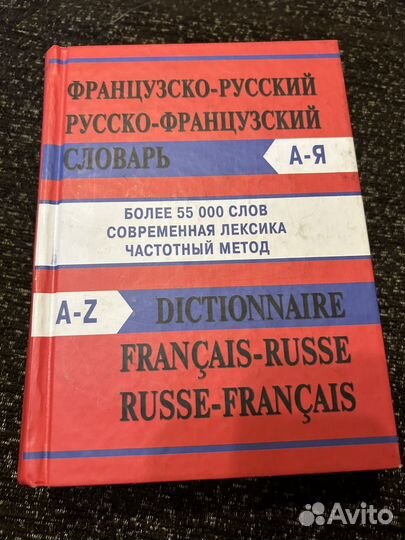 ФРАНЦУЗСКО-РУССКИЙ
РУССКО-ФРАНЦУЗСКИЙ
СЛОВАРЬ
А-Я
БОЛЕЕ 55 000 СЛОВ
СОВРЕМЕННАЯ ЛЕКСИКА
ЧАСТОТНЫЙ МЕТОД
A-Z
DICTIONNAIRE
FRANÇAIS-RUSSE
RUSSE-FRANÇAIS
Avito